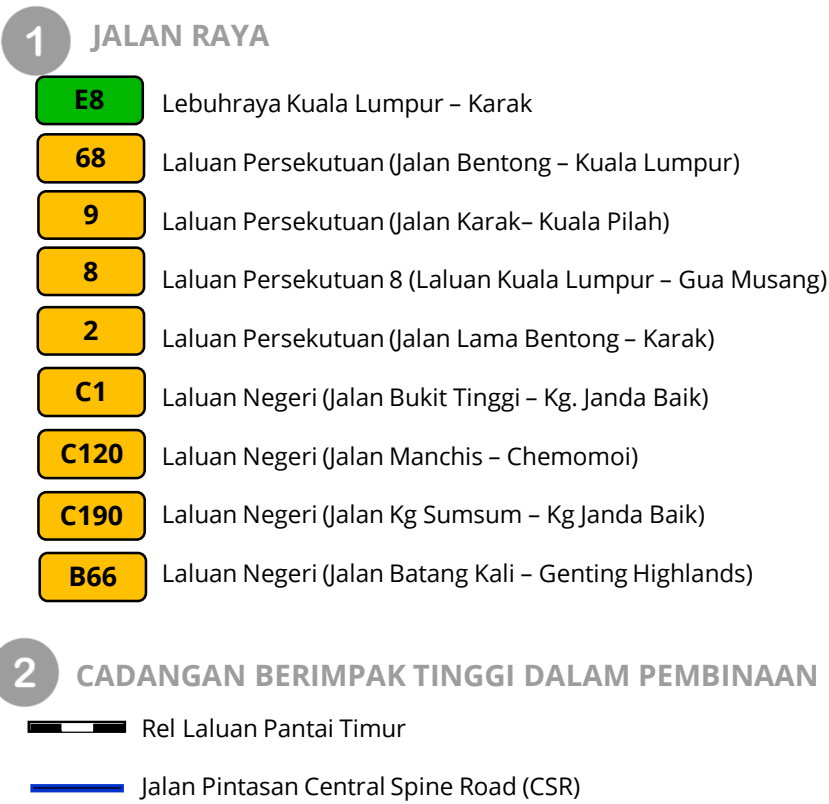 1 JALAN RAYA
E8 Lebuhraya Kuala Lumpur – Karak
68 Laluan Persekutuan (Jalan Bentong – Kuala Lumpur)
9 Laluan Persekutuan (Jalan Karak– Kuala Pilah)
8 Laluan Persekutuan 8 (Laluan Kuala Lumpur – Gua Musang)
2 Laluan Persekutuan (Jalan Lama Bentong – Karak)
C1 Laluan Negeri (Jalan Bukit Tinggi – Kg. Janda Baik)
C120 Laluan Negeri (Jalan Manchis – Chemomoi)
C190 Laluan Negeri (Jalan Kg Sumsum – Kg Janda Baik)
B66 Laluan Negeri (Jalan Batang Kali – Genting Highlands)
2 CADANGAN BERIMPAK TINGGI DALAM PEMBINAAN
Rel Laluan Pantai Timur
Jalan Pintasan Central Spine Road (CSR)